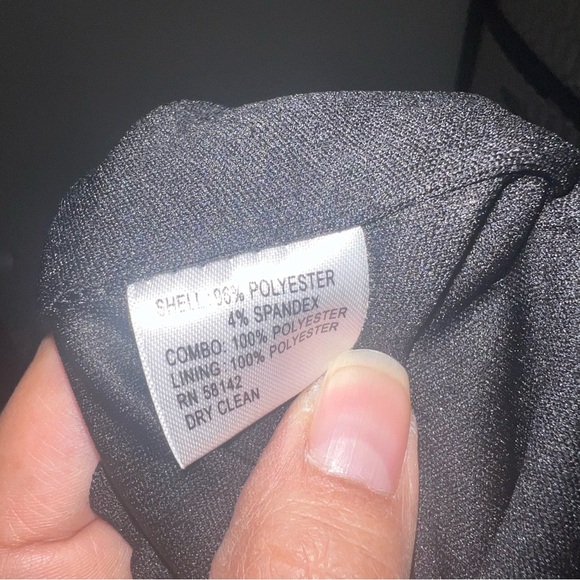 SHELL: 96% POLYESTER
4% SPANDEX
COMBO: 100% POLYESTER
LINING: 100% POLYESTER
RN 58142
DRY CLEAN